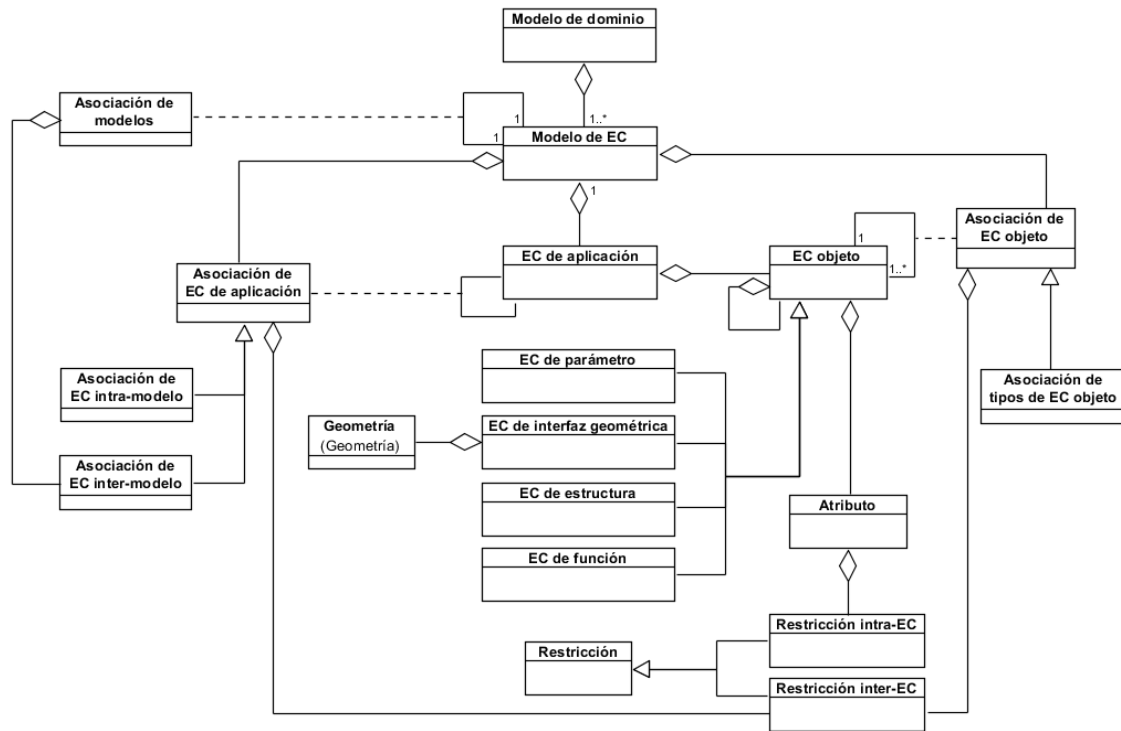 Modelo de dominio
Asociación de
modelos
1
1..*
1
Modelo de EC
1
Asociación de
EC objeto
1
EC de aplicación
EC objeto
1..*
Asociación de
EC de aplicación
EC de parámetro
Asociación de
EC intra-modelo
Asociación de
tipos de EC objeto
Geometría
(Geometría)
EC de interfaz geométrica
Asociación de
EC inter-modelo
EC de estructura
Atributo
EC de función
Restricción intra-EC
Restricción
Restricción inter-EC